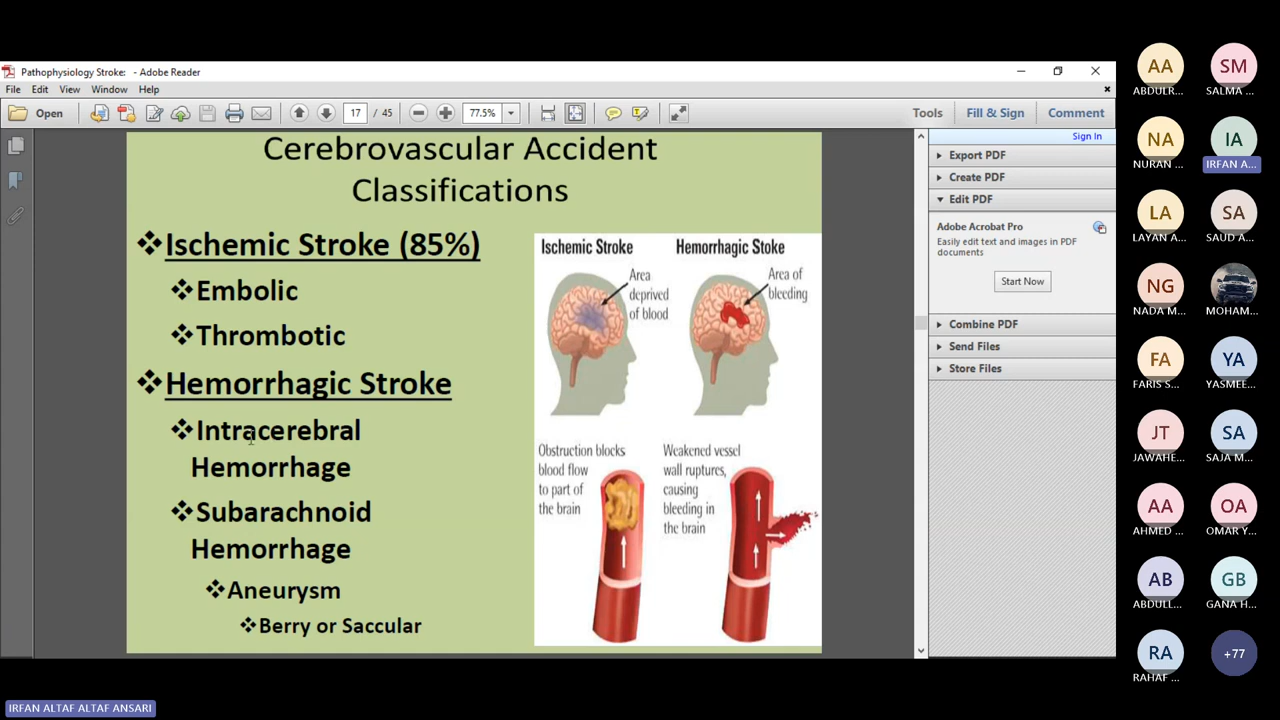 Pathophysiology Stroke:   - Adobe Reader
File Edit View Window Help
Open
17 / 45
77.5%
Tools Fill & Sign Comment
Sign In
Export PDF
Create PDF
Edit PDF
Adobe Acrobat Pro
Easily edit text and images in PDF
documents
Start Now
Combine PDF
Send Files
Store Files
Cerebrovascular Accident
Classifications
Ischemic Stroke (85%)
Embolic
Thrombotic
Hemorrhagic Stroke
Intracerebral
Hemorrhage
Subarachnoid
Hemorrhage
Aneurysm
Berry or Saccular
Ischemic Stroke
Area
deprived
of blood
Hemorrhagic Stoke
Area of
bleeding
Obstruction blocks
blood flow
to part of
the brain
Weakened vessel
wall ruptures,
causing
bleeding in
the brain
AA SM
ABDULR... SALMA ...
NA IA
NURAN ... IRFAN A...
LA SA
LAYAN A... SAUD A...
NG
NADA M... MOHAM...
FA YA
FARIS S... YASMEE...
JT SA
JAWAHE... SAJA M...
AA OA
AHMED ... OMAR Y...
AB GB
ABDULL... GANA H...
RA +77
RAHAF ...
IRFAN ALTAF ALTAF ANSARI